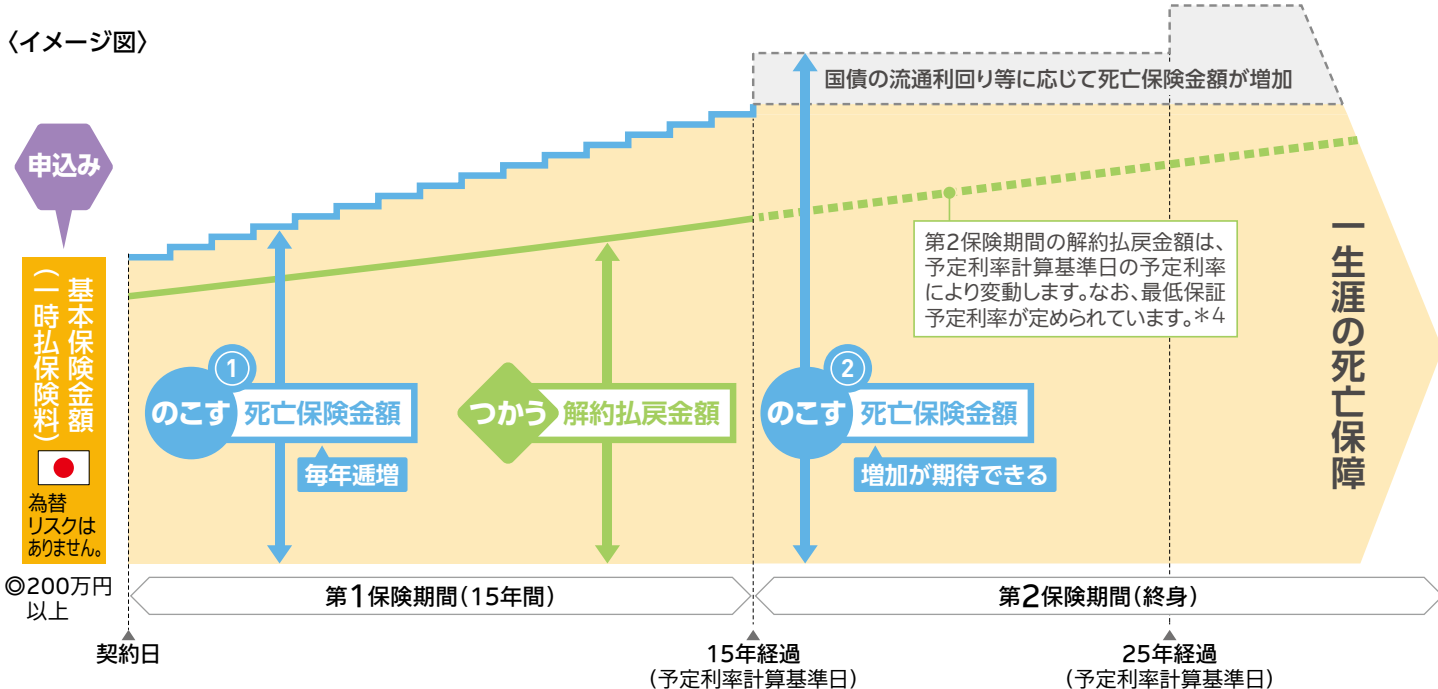 〈イメージ図〉
国債の流通利回り等に応じて死亡保険金額が増加
申込み
基本保険金額
(一時払保険料)
為替
リスクは
ありません。
◎200万円
以上
①
のこす 死亡保険金額
毎年逓増
つかう 解約払戻金額
第2保険期間の解約払戻金額は、
予定利率計算基準日の予定利率
により変動します。なお、最低保証
予定利率が定められています。*4
②
のこす 死亡保険金額
増加が期待できる
一生涯の死亡保障
第1保険期間(15年間)
第2保険期間(終身)
契約日
15年経過
(予定利率計算基準日)
25年経過
(予定利率計算基準日)